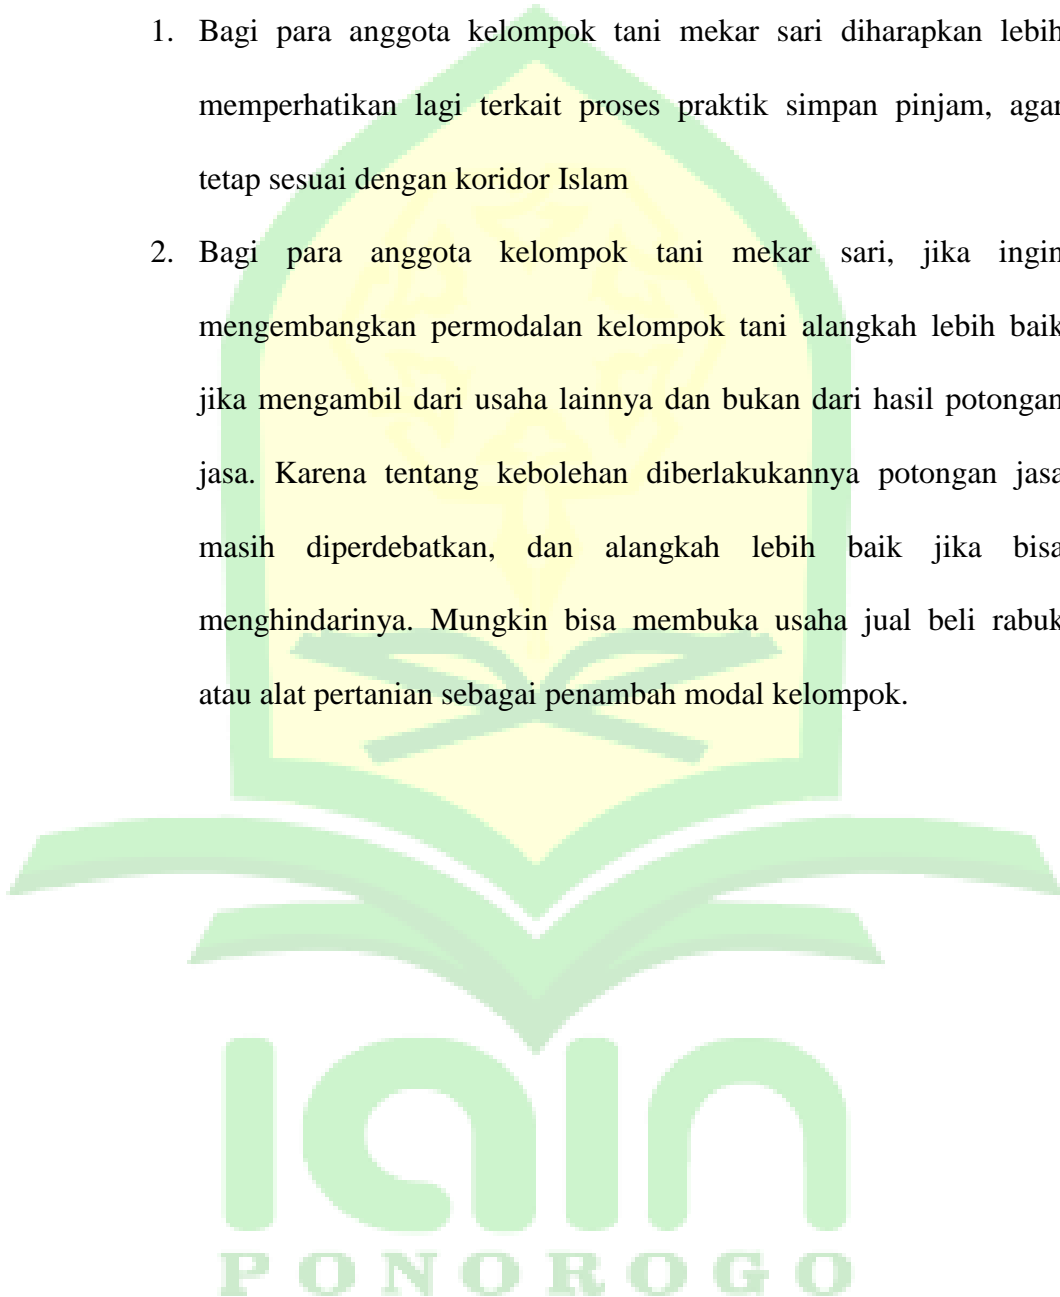 1. Bagi para anggota kelompok tani mekar sari diharapkan lebih
memperhatikan lagi terkait proses praktik simpan pinjam, agar
tetap sesuai dengan koridor Islam
2. Bagi para anggota kelompok tani mekar sari, jika ingin
mengembangkan permodalan kelompok tani alangkah lebih baik
jika mengambil dari usaha lainnya dan bukan dari hasil potongan
jasa. Karena tentang kebolehan diberlakukannya potongan jasa
masih diperdebatkan, dan alangkah lebih baik jika bisa
menghindarinya. Mungkin bisa membuka usaha jual beli rabuk
atau alat pertanian sebagai penambah modal kelompok.
IAIN
PONOROGO